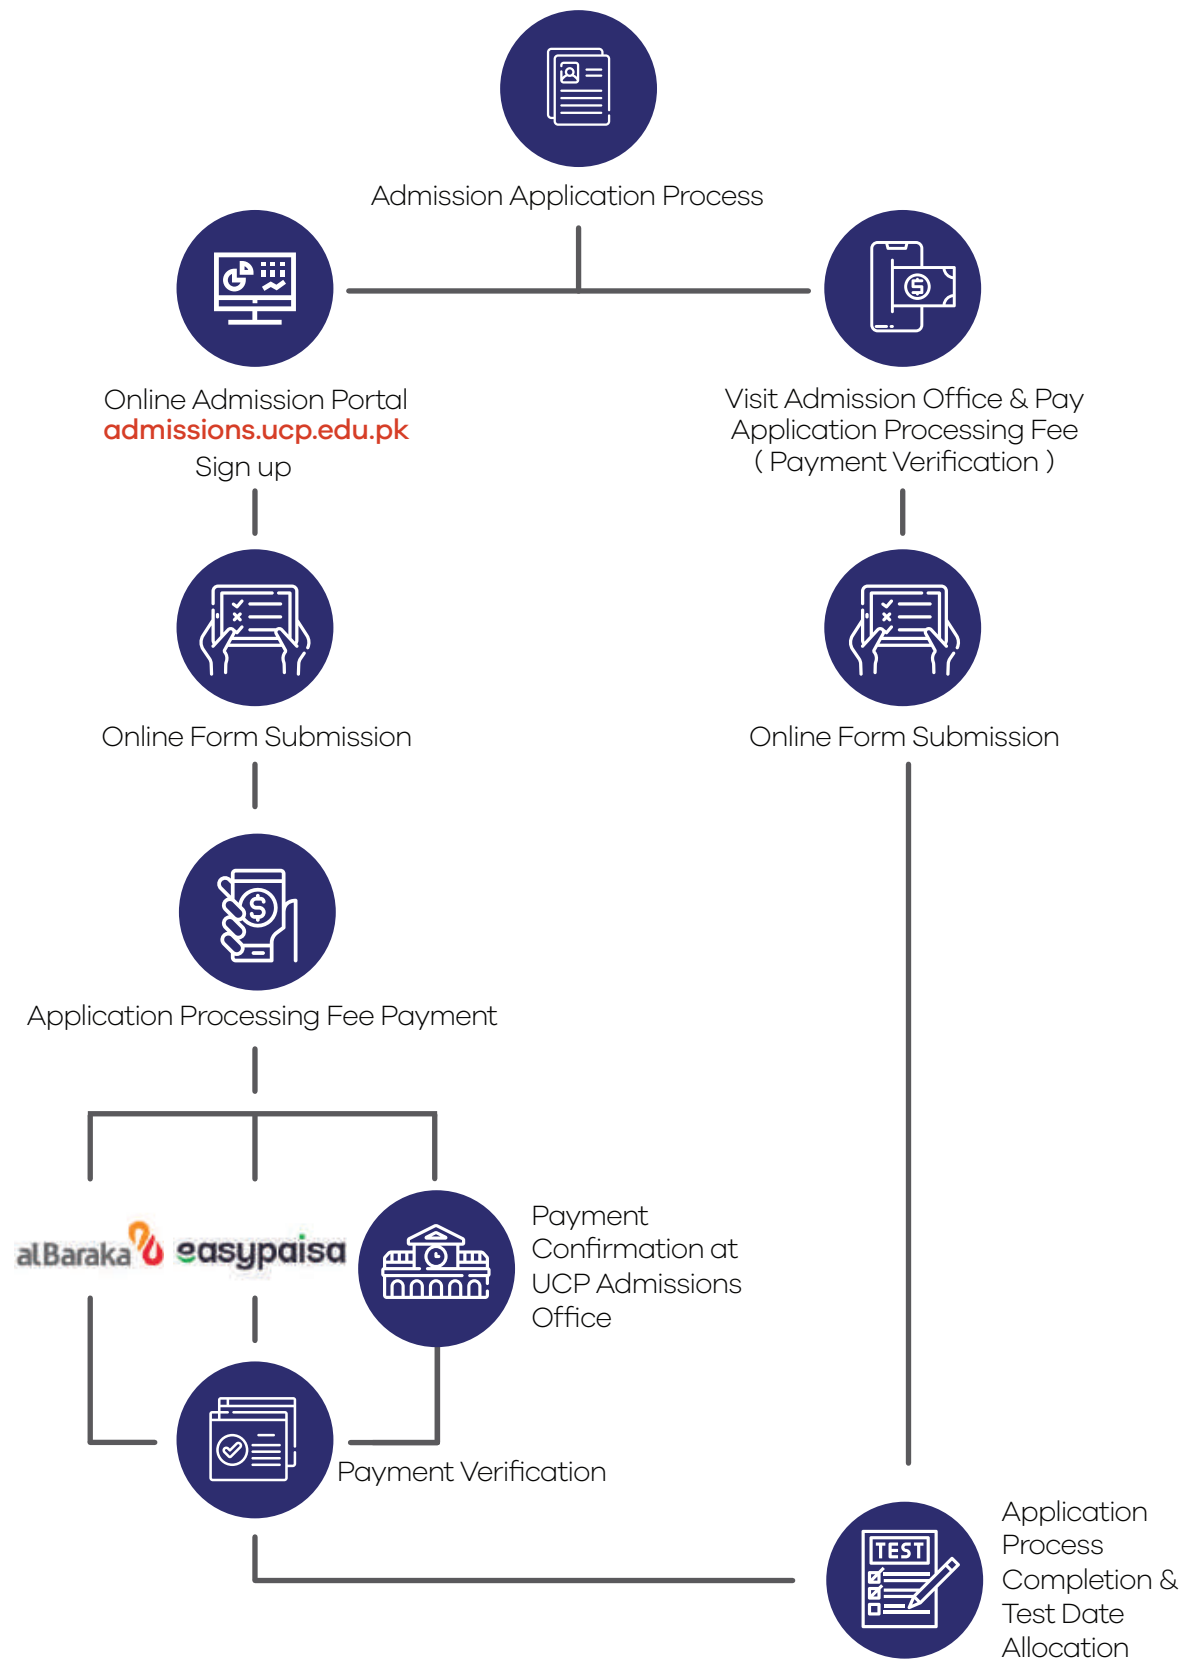 Admission Application Process
Online Admission Portal
admissions.ucp.edu.pk
Sign up
Visit Admission Office & Pay
Application Processing Fee
( Payment Verification )
Online Form Submission
Online Form Submission
Application Processing Fee Payment
alBaraka
easypaisa
Payment
Confirmation at
UCP Admissions
Office
Payment Verification
TEST
Application
Process
Completion &
Test Date
Allocation